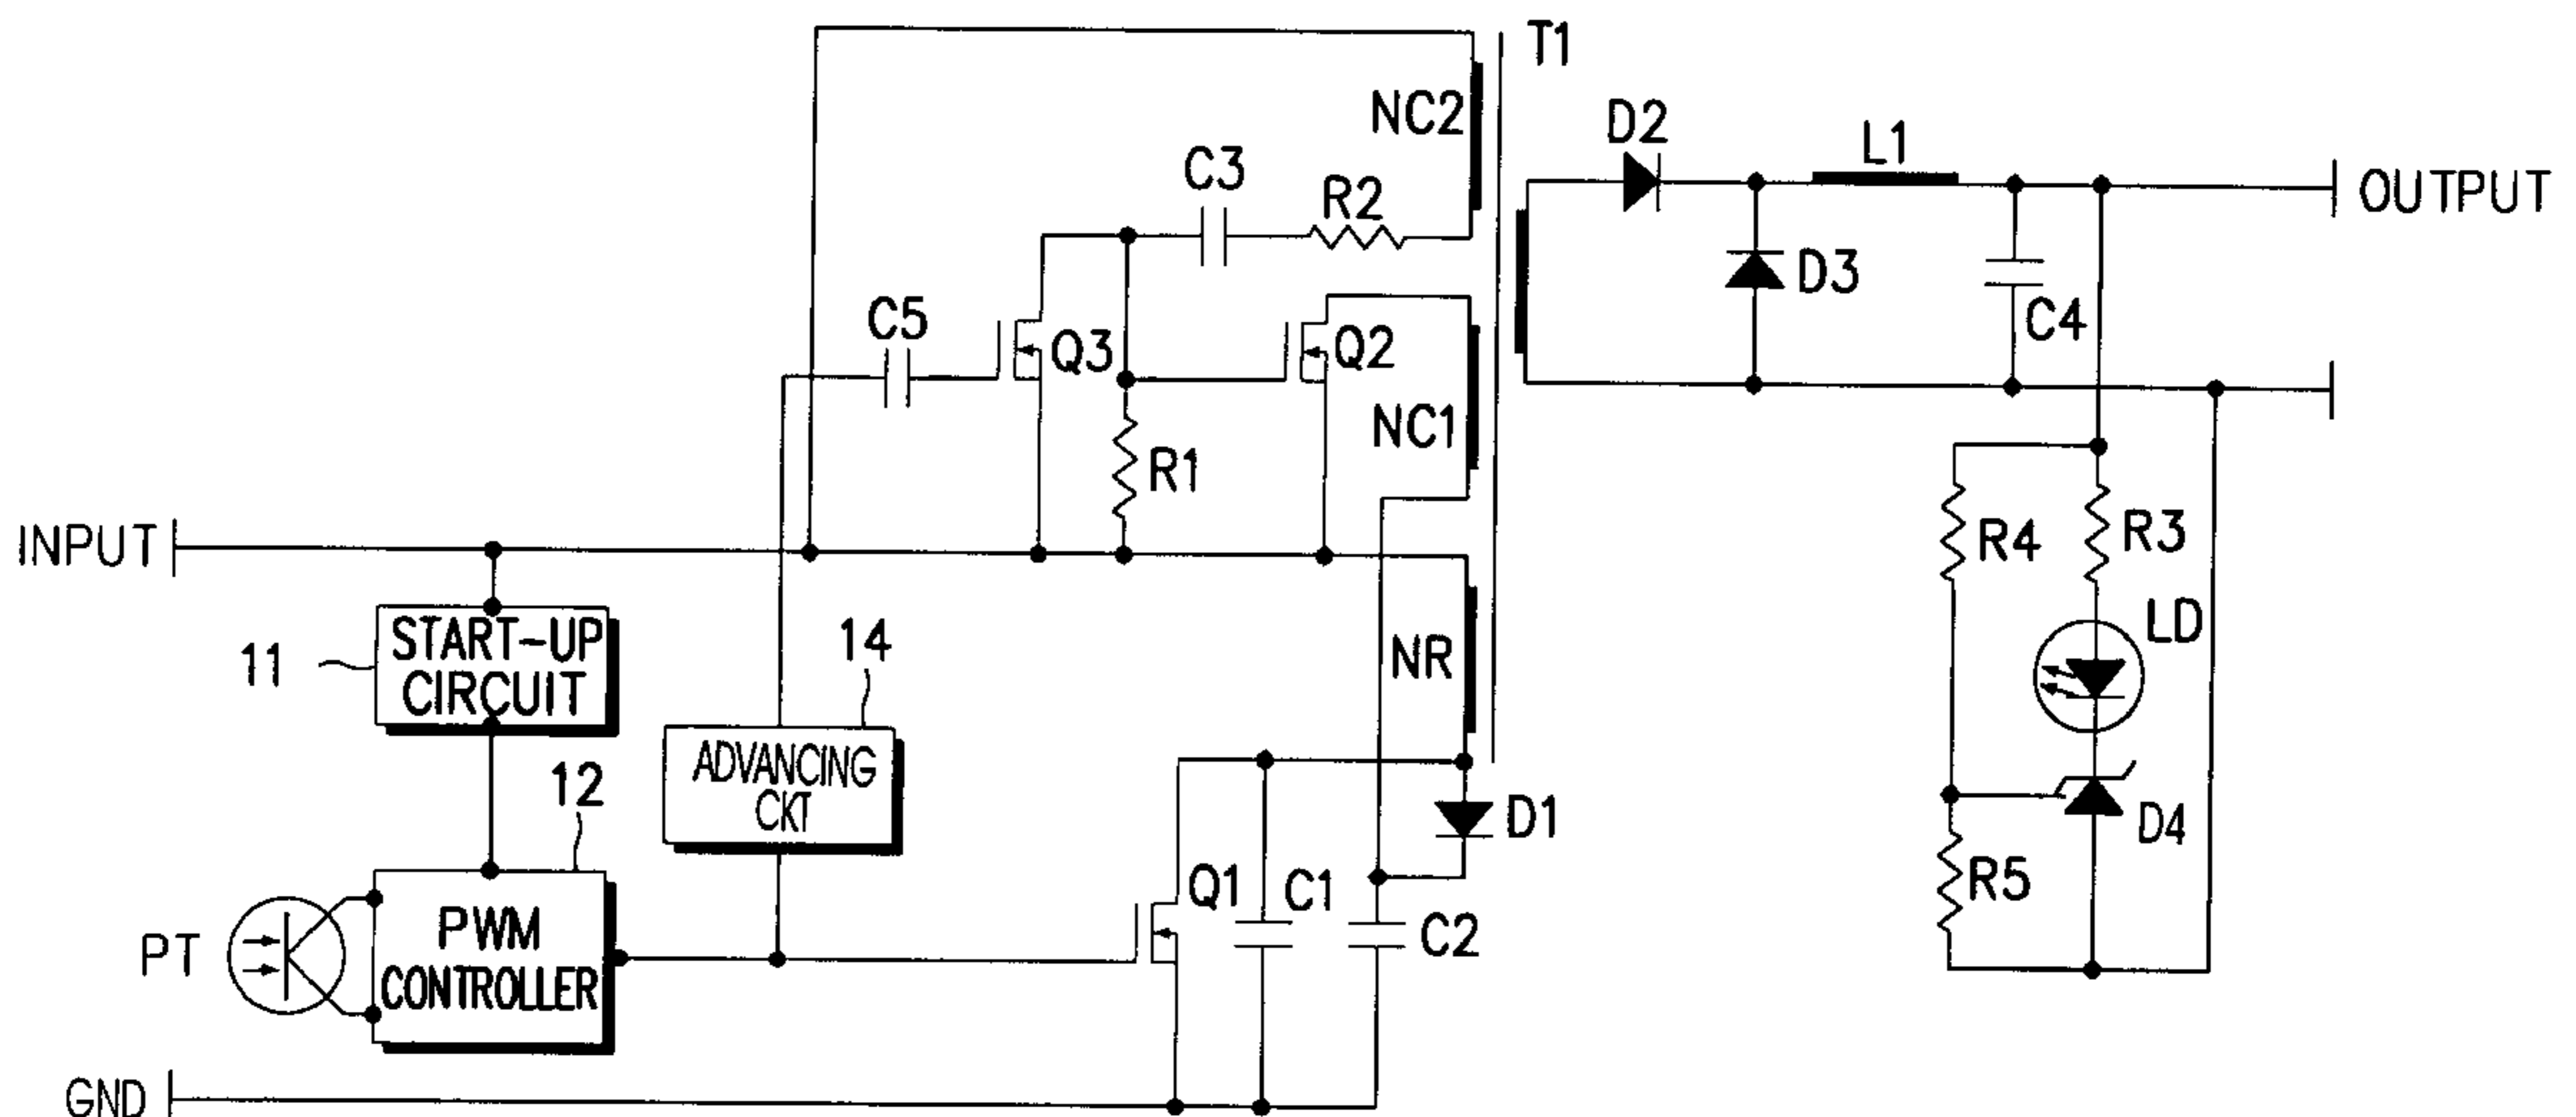 T1
NC2
D2
L1
C3
R2
OUTPUT
D3
C5
Q3
Q2
C4
NC1
R1
INPUT
R4
R3
START-UP
CIRCUIT
11
14
NR
LD
ADVANCING
CKT
12
D1
D4
Q1
C1
C2
R5
PT
PWM
CONTROLLER
GND